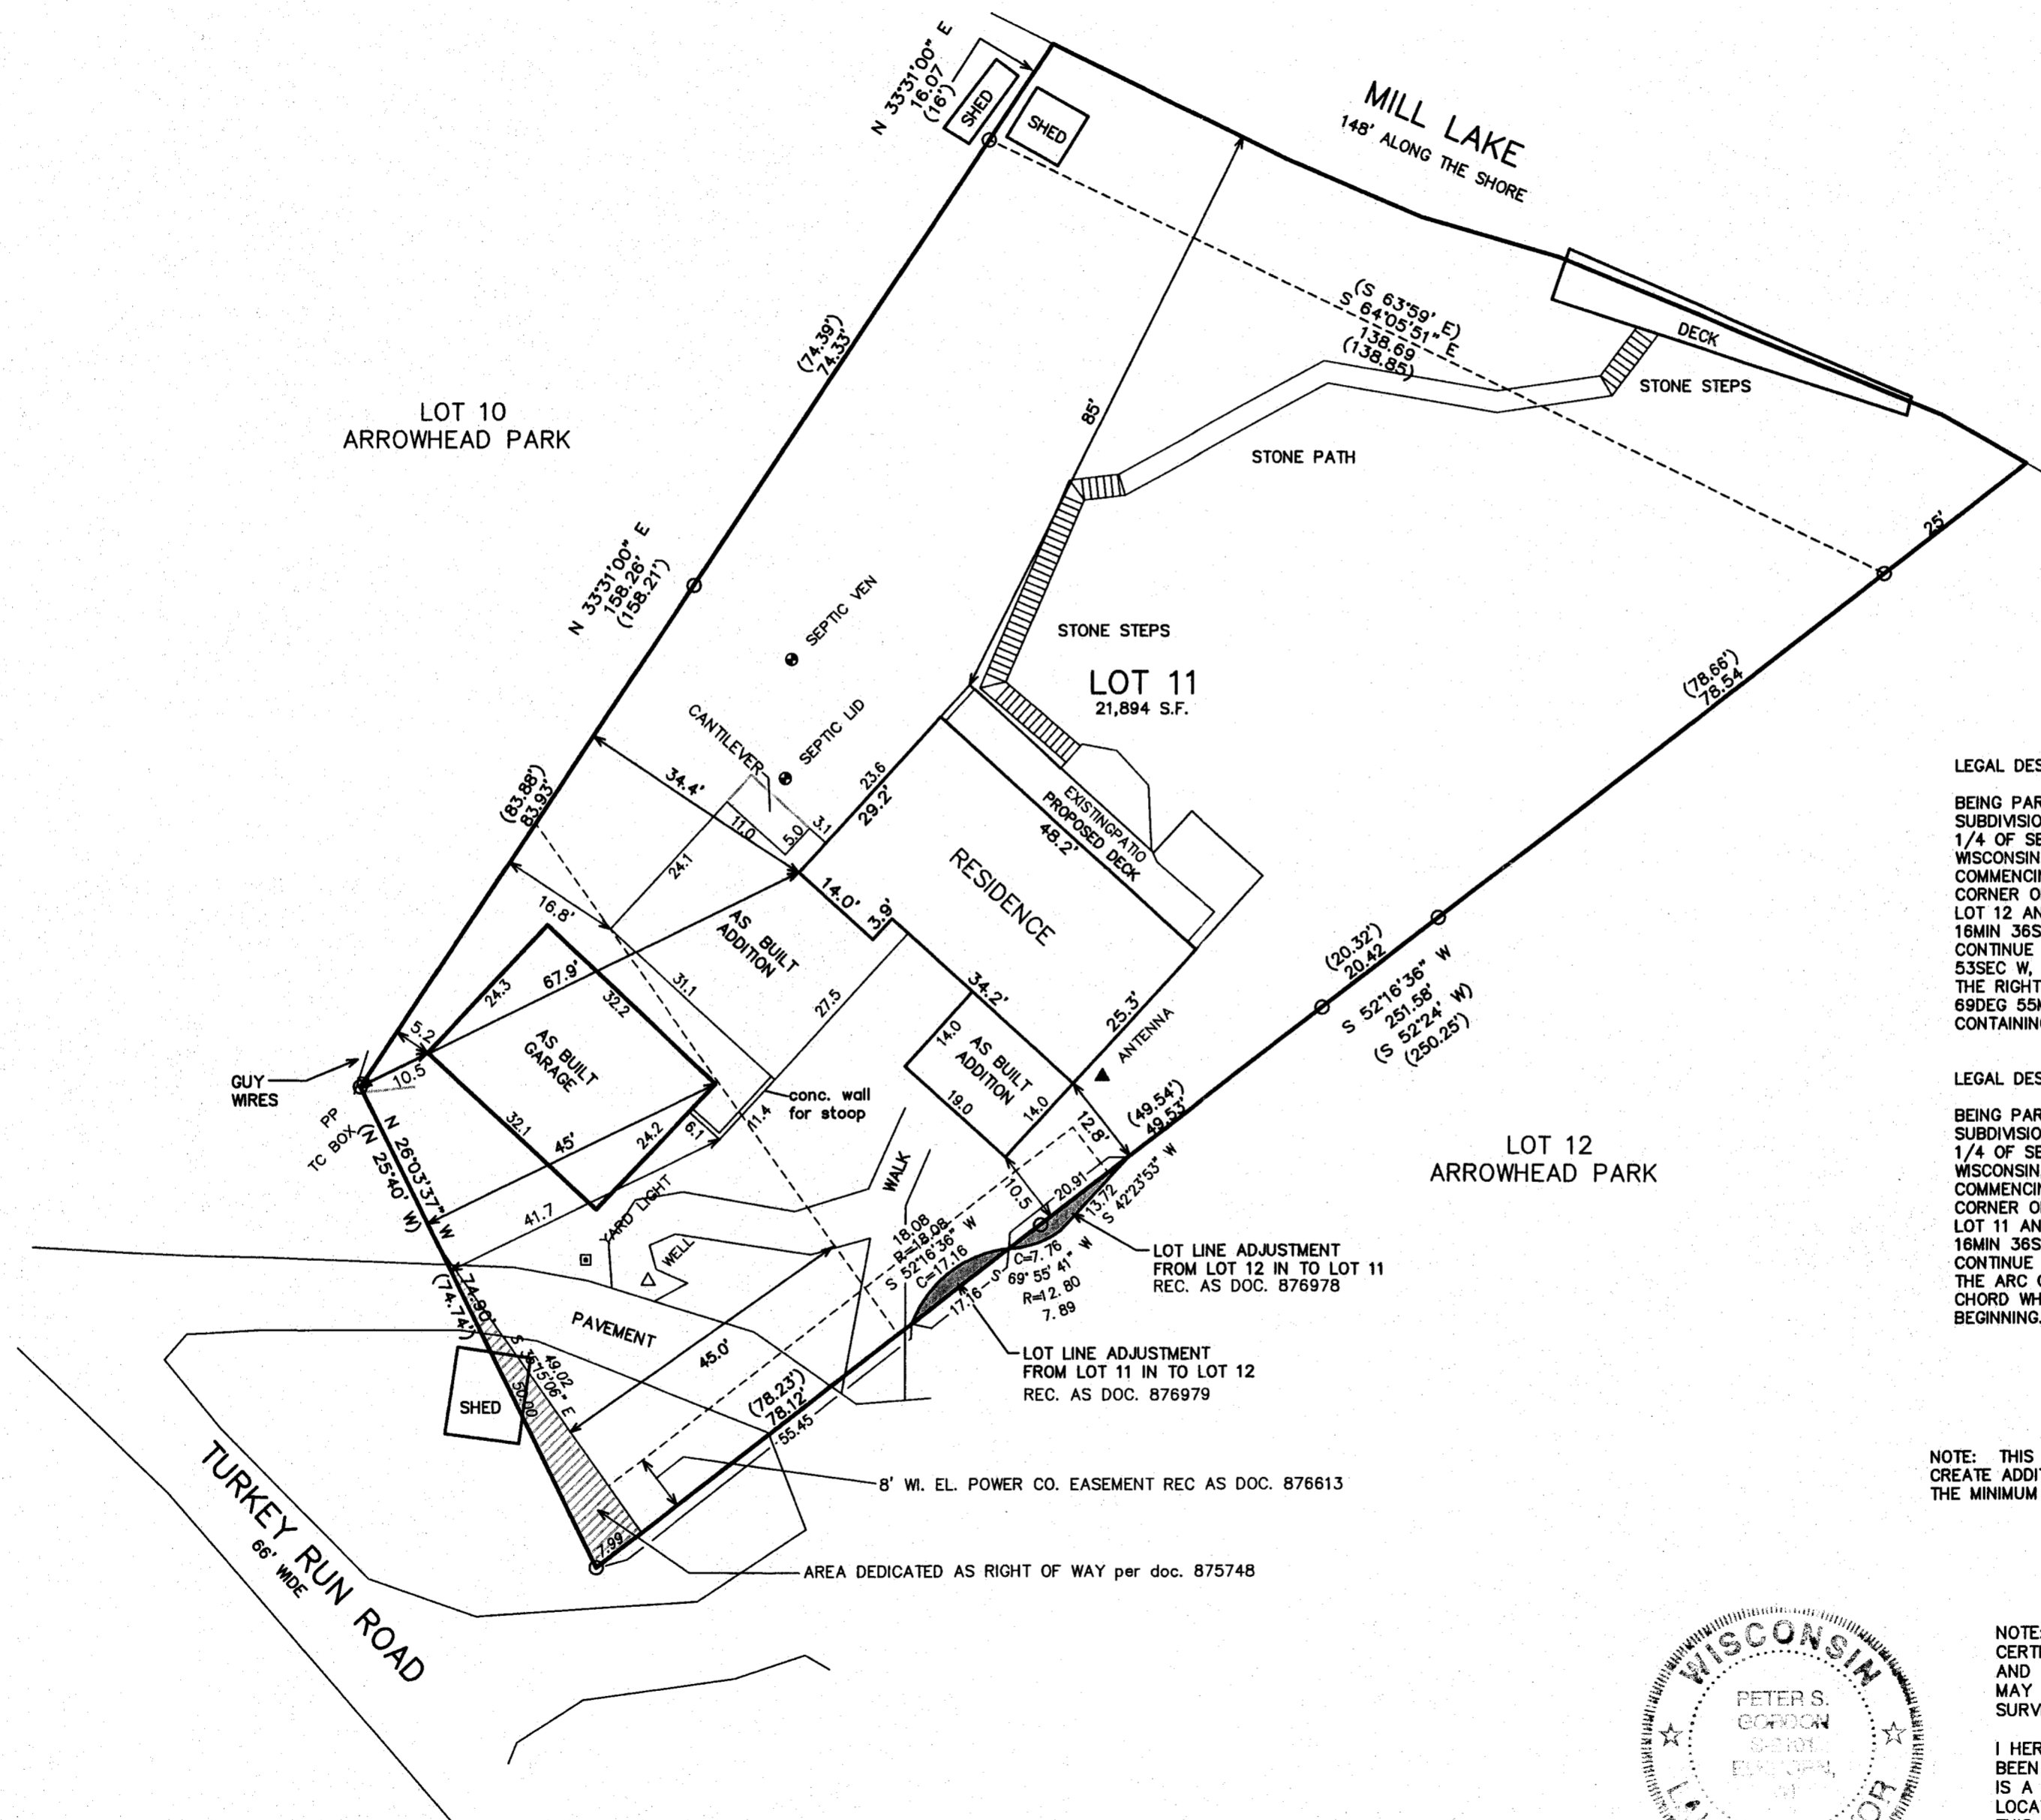 N 33°31'00" E
16.07
(16')
SHED
SHED
MILL LAKE
148' ALONG THE SHORE
(S 63°59' E)
S 64°05'51" E
138.69
(138.85)
DECK
STONE STEPS
STONE PATH
85'
25'
(74.39')
74.33'
LOT 10
ARROWHEAD PARK
N 33°31'00" E
158.26'
(158.21')
SEPTIC VEN
STONE STEPS
LOT 11
21,894 S.F.
(78.66')
78.54
CANTILEVER
SEPTIC LID
34.4'
23.6
29.2'
(83.88')
83.93'
11.0
5.0
3.1
24.1
EXISTINGPATIO
PROPOSED DECK
48.2'
RESIDENCE
14.0'
3.9'
16.8'
AS BUILT
ADDITION
67.9'
31.1
24.3
32.2
27.5
34.2'
25.3'
(20.32')
20.42
S 52°16'36" W
251.58'
(S 52°24' W)
(250.25')
5.2
10.5
GUY
WIRES
AS BUILT
GARAGE
14.0
AS BUILT
ADDITION
ANTENNA
conc. wall
for stoop
19.0
14.0
12.8'
(49.54')
49.53'
PP
TC BOX
N 26°03'37" W
(N 25°40' W)
32.1
45'
24.2
6.1
11.4
LOT 12
ARROWHEAD PARK
WALK
10.5
20.91
13.72
S 42°23'53" W
41.7
YARD LIGHT
WELL
18.08
R=18.08
S 52°16'36" W
C=17.16
17.16
C=7.76
S 69° 55' 41" W
R=12.80
7.89
LOT LINE ADJUSTMENT
FROM LOT 12 IN TO LOT 11
REC. AS DOC. 876978
74.90'
(74.74')
PAVEMENT
45.0'
LOT LINE ADJUSTMENT
FROM LOT 11 IN TO LOT 12
REC. AS DOC. 876979
49.02
50.00
SHED
(78.23')
78.12'
55.45
8' WI. EL. POWER CO. EASEMENT REC AS DOC. 876613
7.99
AREA DEDICATED AS RIGHT OF WAY per doc. 875748
TURKEY RUN ROAD
66' WIDE
LEGAL DES
BEING PAR
SUBDIVISIO
1/4 OF SE
WISCONSIN
COMMENCIN
CORNER O
LOT 12 AN
16MIN 36S
CONTINUE
53SEC W,
THE RIGHT
69DEG 55M
CONTAINING
LEGAL DES
BEING PAR
SUBDIVISIO
1/4 OF SE
WISCONSIN
COMMENCIN
CORNER O
LOT 11 AN
16MIN 36S
CONTINUE
THE ARC O
CHORD WH
BEGINNING.
NOTE: THIS
CREATE ADDI
THE MINIMUM
WISCONSIN
PETER S.
GORDON
NOTE:
CERTI
AND
MAY
SURV
I HER
BEEN
IS A
LOCA